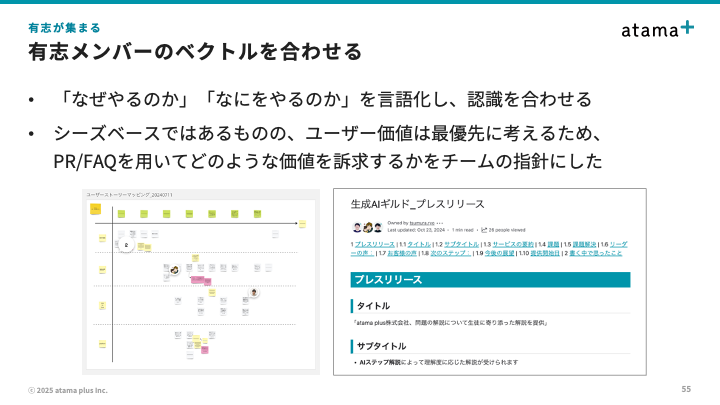 有志が集まる
有志メンバーのベクトルを合わせる
atama+
• 「なぜやるのか」「なにをやるのか」を言語化し、認識を合わせる
• シーズベースではあるものの、ユーザー価値は最優先に考えるため、
PR/FAQを用いてどのような価値を訴求するかをチームの指針にした
ユーザーストーリーマッピング_20240711
2
生成AIギルド_プレスリリース
Owned by tsumura.ryo
Last updated: Oct 23, 2024 • 1 min read • 28 people viewed
1 プレスリリース | 1.1 タイトル | 1.2 サブタイトル | 1.3 サービスの要約 | 1.4 課題 | 1.5 課題解決 | 1.6 リーダ
ーの声 | 1.7 お客様の声 | 1.8 次のステップ | 1.9 今後の展望 | 1.10 提供開始日 | 2 書く中で思ったこと
プレスリリース
タイトル
「atama plus株式会社、問題の解説について生徒に寄り添った解説を提供」
サブタイトル
• AIステップ解説によって理解度に応じた解説が受けられます
© 2025 atama plus Inc.
55